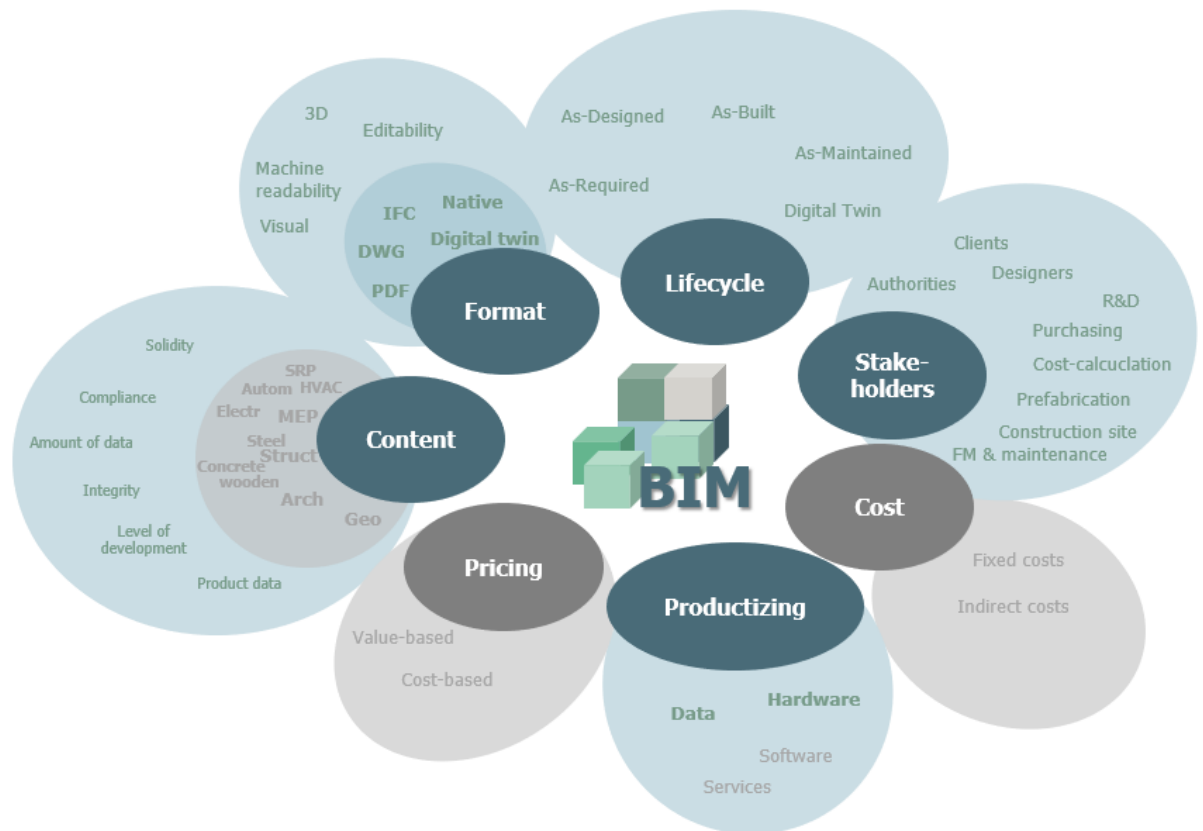 3D
Editability
Machine
readability
Visual
IFC
Native
DWG
Digital twin
PDF
Format
As-Designed
As-Built
As-Maintained
As-Required
Digital Twin
Lifecycle
Clients
Designers
Authorities
R&D
Purchasing
Cost-calcuclation
Prefabrication
Construction site
FM & maintenance
Stake-
holders
Solidity
Compliance
Amount of data
Integrity
Level of
development
Product data
SRP
Autom
HVAC
Electr
MEP
Steel
Struct
Concrete
wooden
Arch
Geo
Content
BIM
Cost
Fixed costs
Indirect costs
Pricing
Value-based
Cost-based
Productizing
Data
Hardware
Software
Services